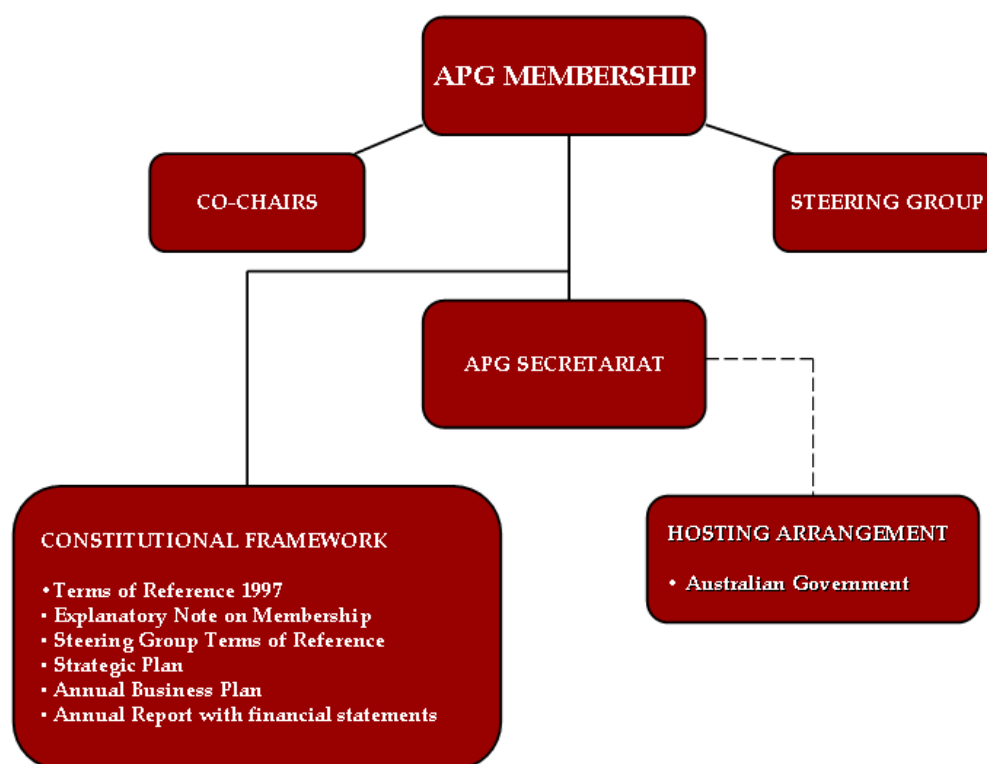 APG MEMBERSHIP
CO-CHAIRS
STEERING GROUP
APG SECRETARIAT
CONSTITUTIONAL FRAMEWORK
• Terms of Reference 1997
• Explanatory Note on Membership
• Steering Group Terms of Reference
• Strategic Plan
• Annual Business Plan
• Annual Report with financial statements
HOSTING ARRANGEMENT
• Australian Government